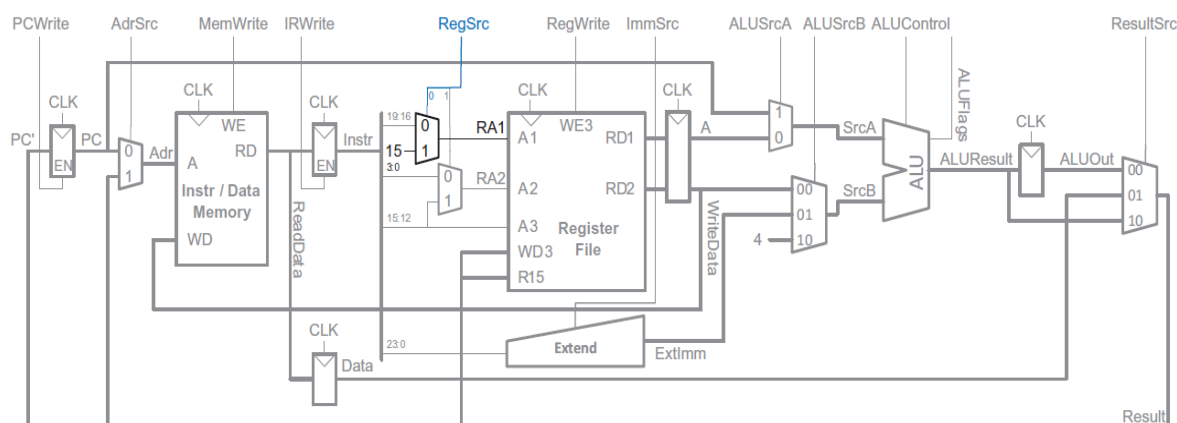 PCWrite AdrSrc MemWrite IRWrite RegSrc RegWrite ImmSrc ALUSrcA ALUSrcB ALUControl ResultSrc
ALUFlags
CLK CLK CLK 0 1 CLK CLK CLK
PC' PC EN
0 1 Adr
WE A RD Instr / Data Memory WD
ReadData
EN Instr
19:16 15 0 1 RA1
3:0 0 1 RA2
15:12
A1 WE3 RD1
A2 RD2
A3 Register File
WD3
R15
A
WriteData
1 0 SrcA
00 01 10 SrcB
4
ALU
ALUResult ALUOut
00 01 10
23:0 Extend ExtImm
CLK
Data
Result